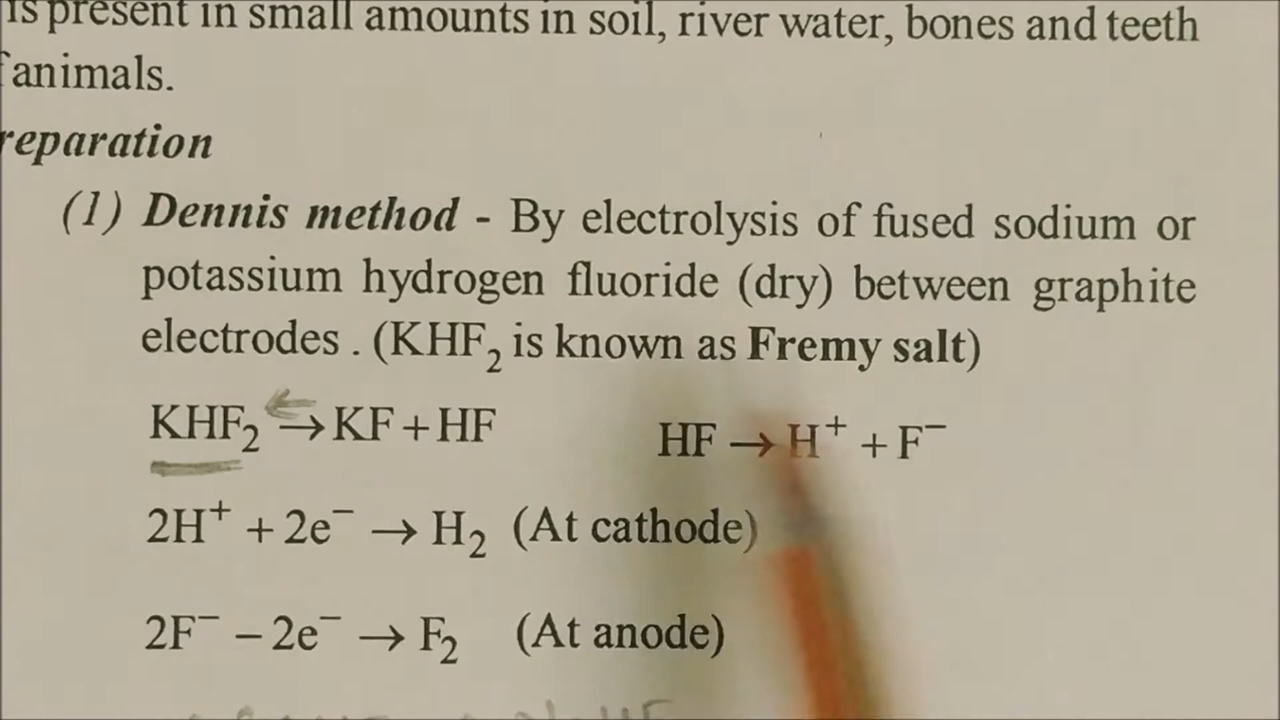 is present in small amounts in soil, river water, bones and teeth
f animals.
reparation
(1) Dennis method - By electrolysis of fused sodium or
potassium hydrogen fluoride (dry) between graphite
electrodes . (KHF₂ is known as Fremy salt)
KHF₂ → KF + HF HF → H⁺ + F⁻
2H⁺ + 2e⁻ → H₂ (At cathode)
2F⁻ – 2e⁻ → F₂ (At anode)